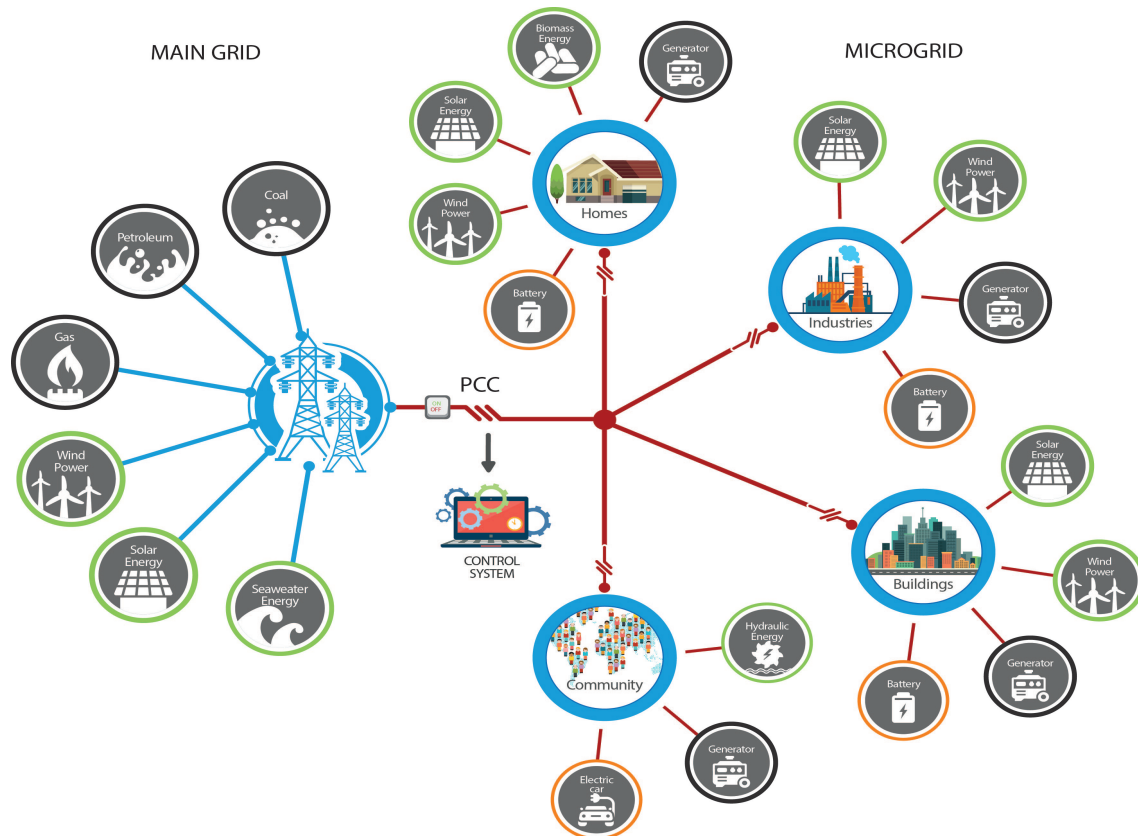 MAIN GRID
MICROGRID
Biomass
Energy
Generator
Solar
Energy
Wind
Power
Homes
Battery
Solar
Energy
Wind
Power
Generator
Industries
Battery
Coal
Petroleum
Gas
Wind
Power
Solar
Energy
Seaweater
Energy
ON
OFF
PCC
CONTROL
SYSTEM
Solar
Energy
Wind
Power
Buildings
Generator
Battery
Hydraulic
Energy
Community
Generator
Electric
car